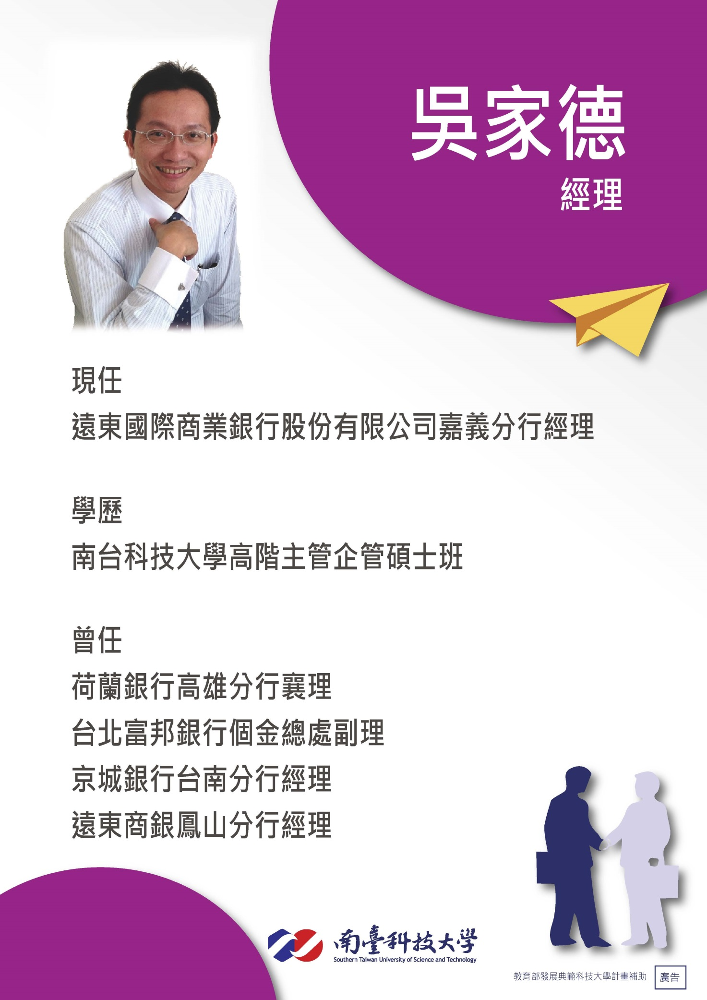 吳家德
經理
現任
遠東國際商業銀行股份有限公司嘉義分行經理
學歷
南台科技大學高階主管企管碩士班
曾任
荷蘭銀行高雄分行襄理
台北富邦銀行個金總處副理
京城銀行台南分行經理
遠東商銀鳳山分行經理
南臺科技大學
Southern Taiwan University of Science and Technology
教育部發展典範科技大學計畫補助
廣告